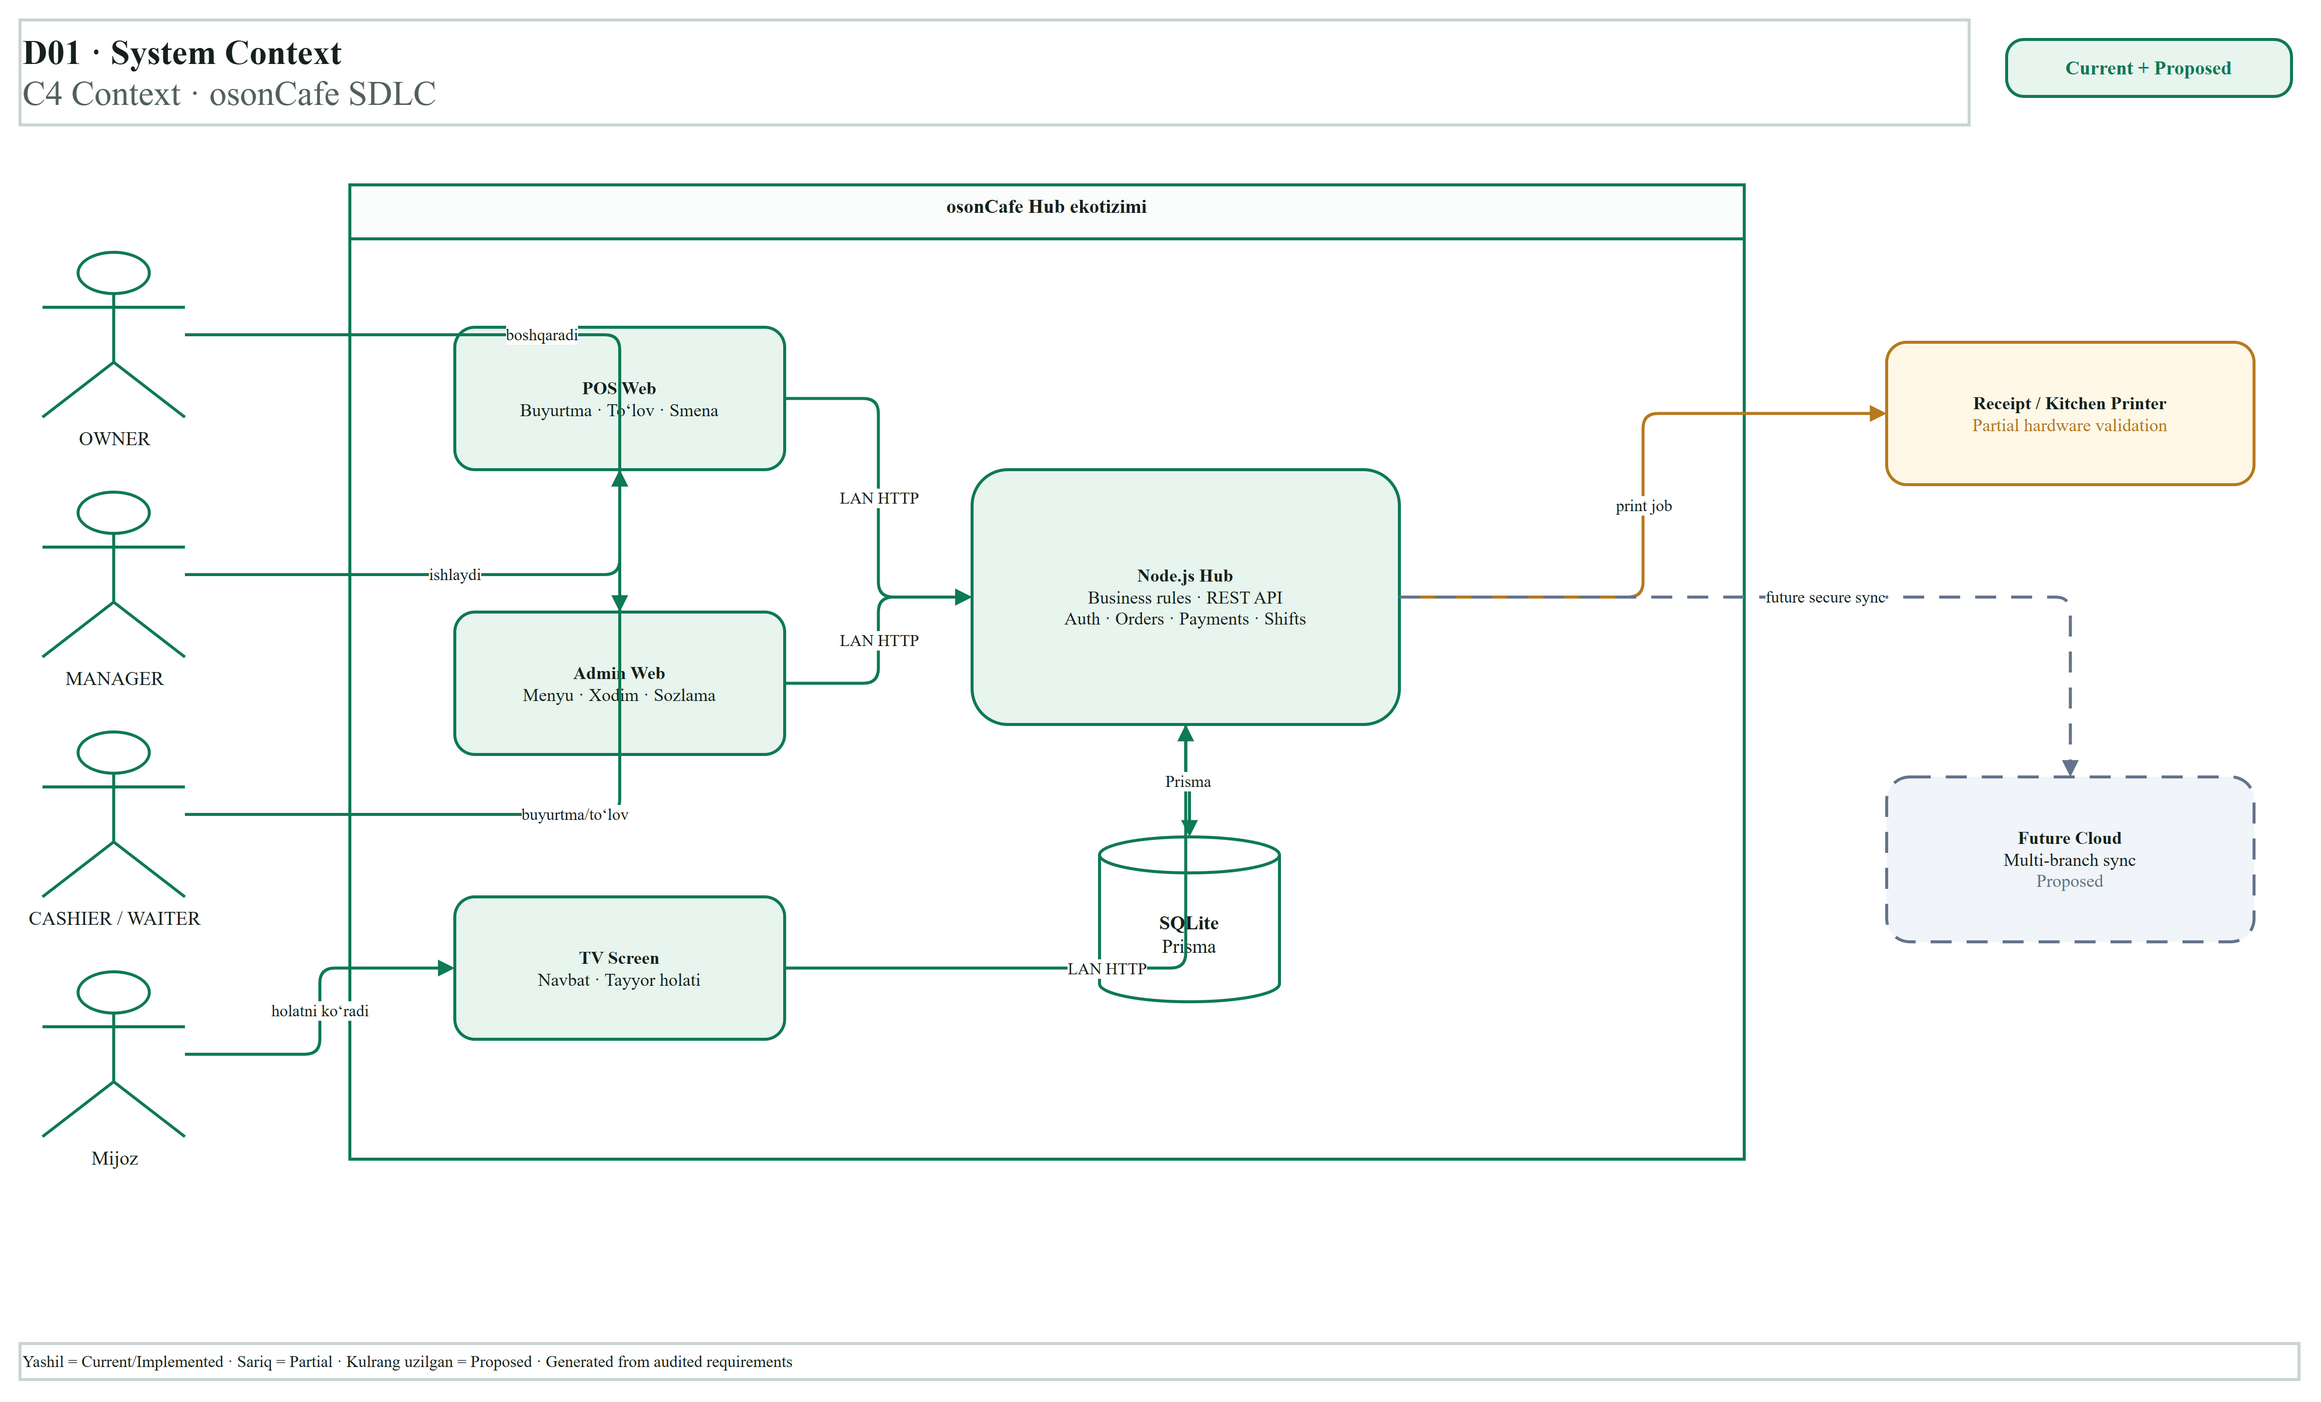 D01 · System Context
C4 Context · osonCafe SDLC
Current + Proposed
osonCafe Hub ekotizimi
OWNER
boshqaradi
POS Web
Buyurtma · To‘lov · Smena
LAN HTTP
Receipt / Kitchen Printer
Partial hardware validation
print job
MANAGER
ishlaydi
Node.js Hub
Business rules · REST API
Auth · Orders · Payments · Shifts
future secure sync
LAN HTTP
Admin Web
Menyu · Xodim · Sozlama
Prisma
CASHIER / WAITER
buyurtma/to‘lov
Future Cloud
Multi-branch sync
Proposed
SQLite
Prisma
TV Screen
Navbat · Tayyor holati
LAN HTTP
holatni ko‘radi
Mijoz
Yashil = Current/Implemented · Sariq = Partial · Kulrang uzilgan = Proposed · Generated from audited requirements